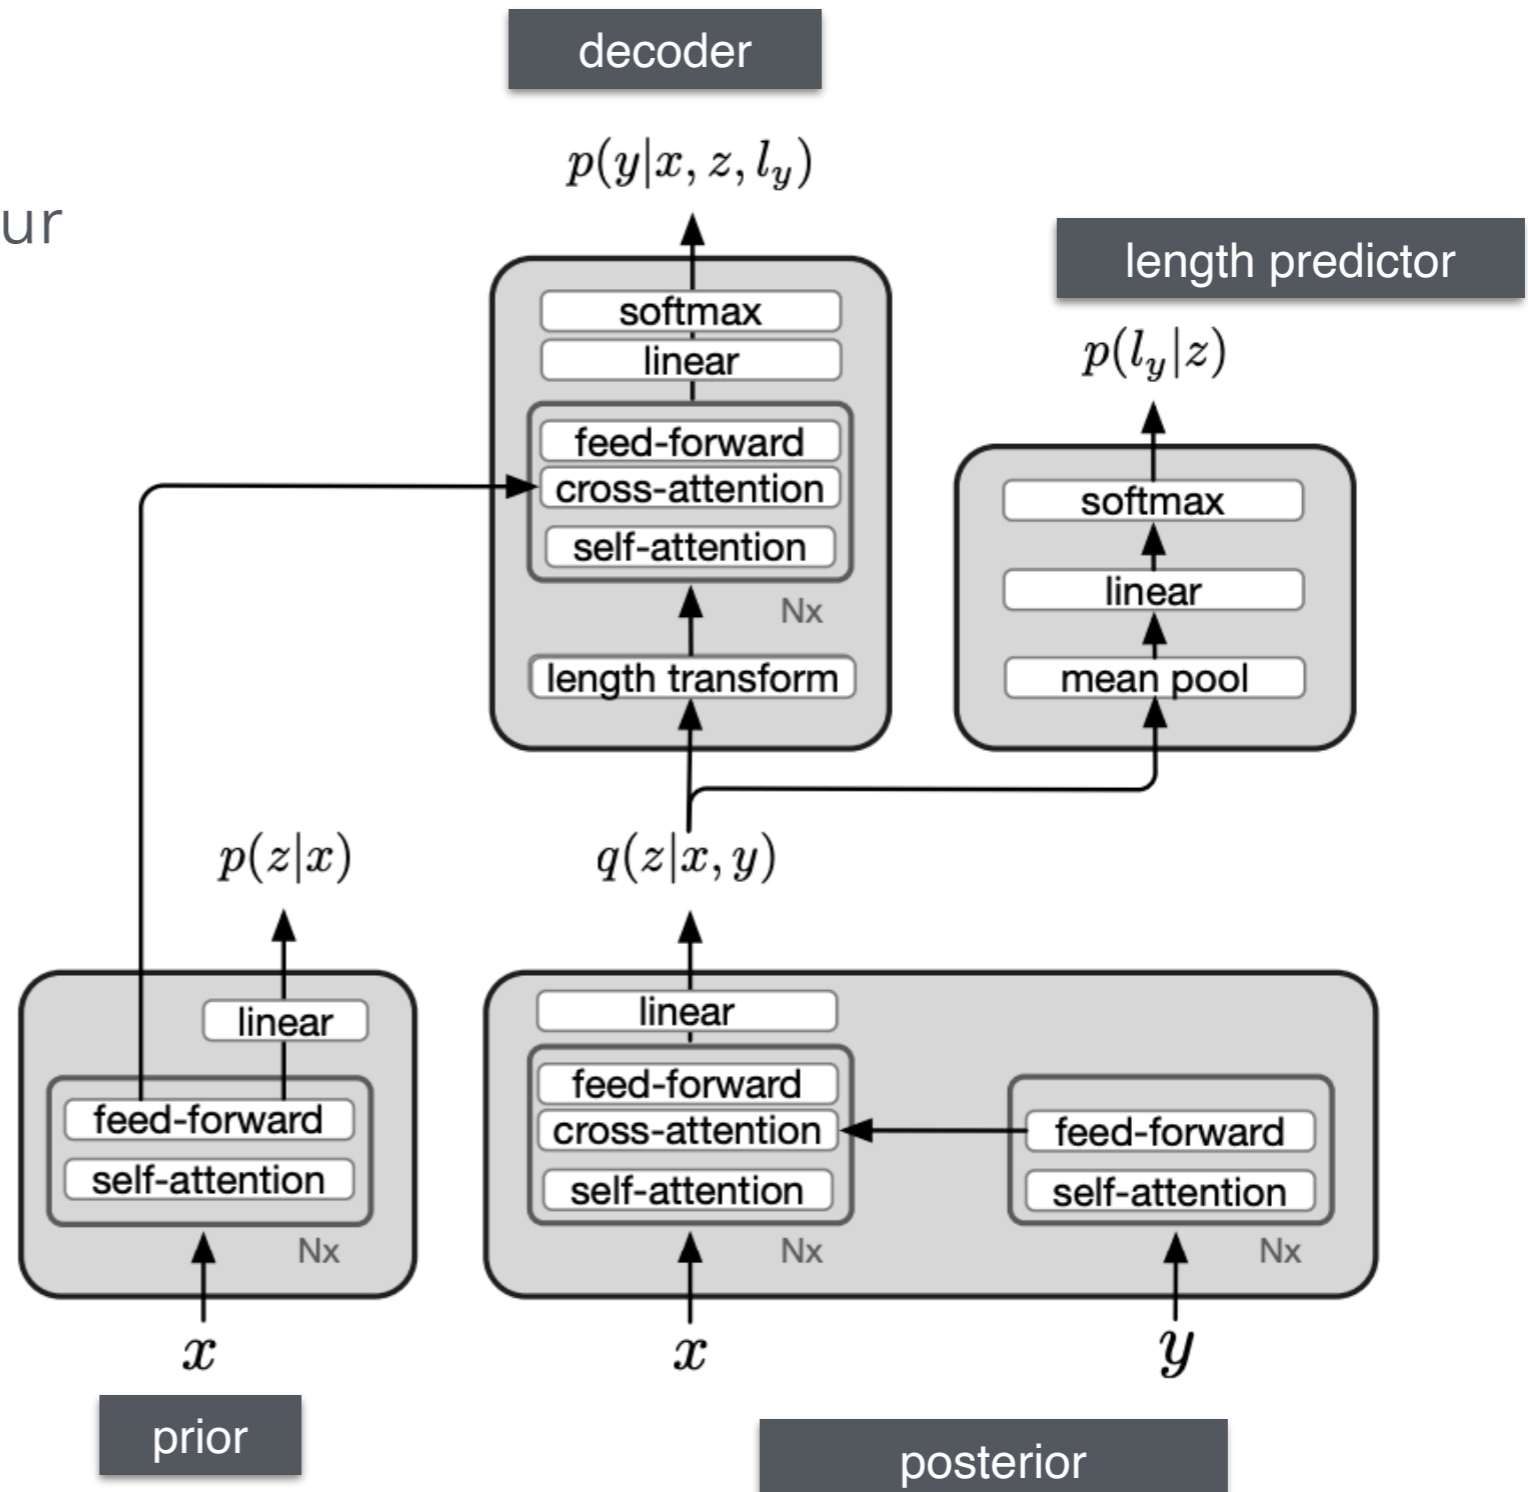 decoder
p(y|x, z, l_y)
ur
length predictor
softmax
linear
p(l_y|z)
feed-forward
cross-attention
self-attention
Nx
length transform
softmax
linear
mean pool
p(z|x)
q(z|x, y)
linear
feed-forward
self-attention
Nx
x
prior
linear
feed-forward
cross-attention
self-attention
Nx
x
feed-forward
self-attention
Nx
y
posterior